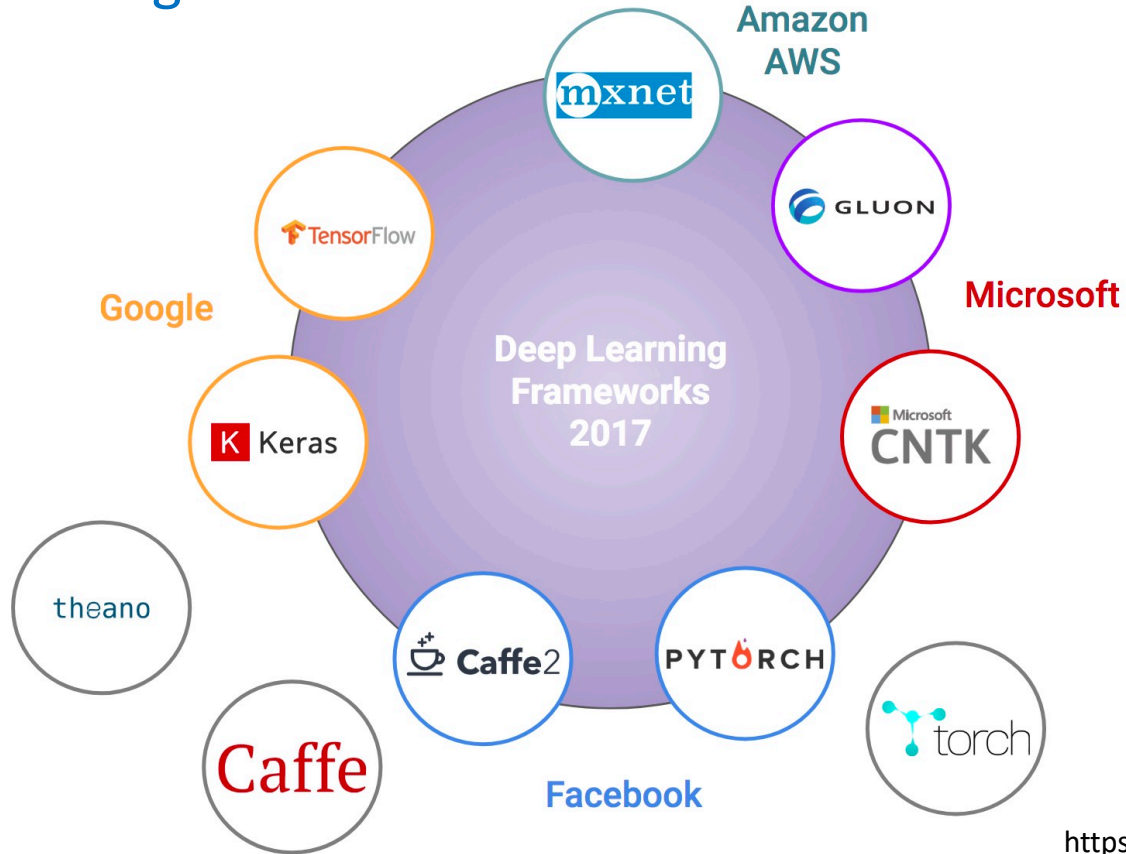 Amazon
AWS
mxnet
GLUON
TensorFlow
Google
Microsoft
Deep Learning
Frameworks
2017
Microsoft
CNTK
K Keras
theano
Caffe2
PYTORCH
torch
Caffe
Facebook
https